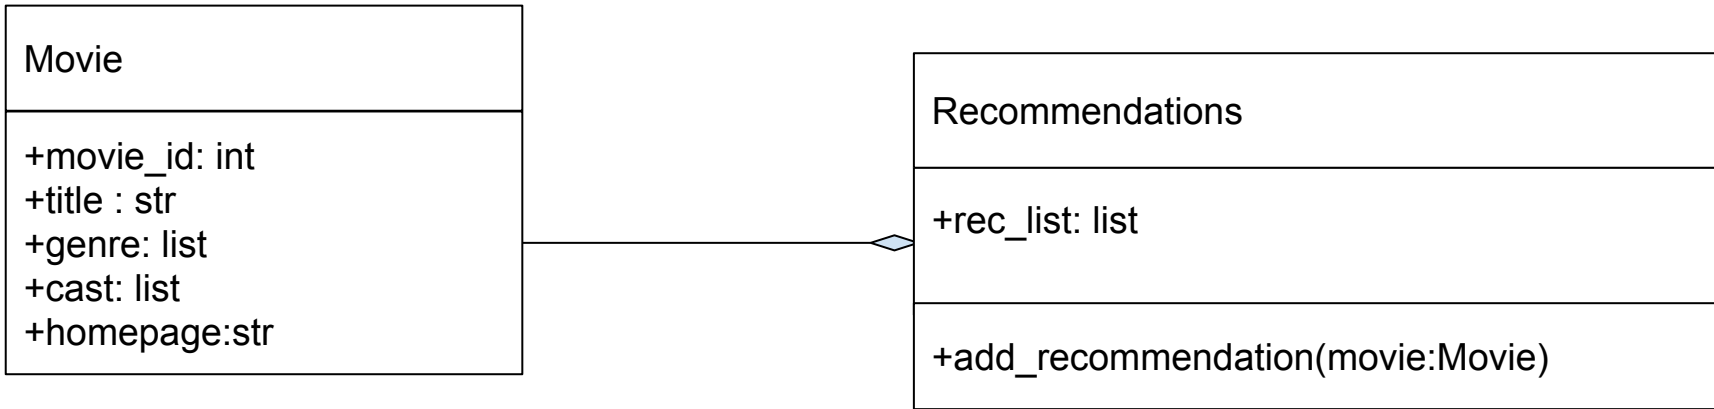 Movie
+movie_id: int
+title : str
+genre: list
+cast: list
+homepage:str
Recommendations
+rec_list: list
+add_recommendation(movie:Movie)